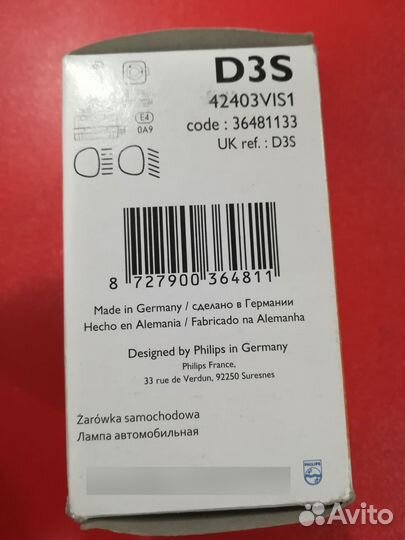 D3S
42403VIS1
code : 36481133
UK ref. : D3S
E4
0A9
8 727900 364811
Made in Germany / сделано в Германии
Hecho en Alemania / Fabricado na Alemanha
Designed by Philips in Germany
Philips France,
33 rue de Verdun, 92250 Suresnes
Żarówka samochodowa
Лампа автомобильная
PHILIPS
Avito